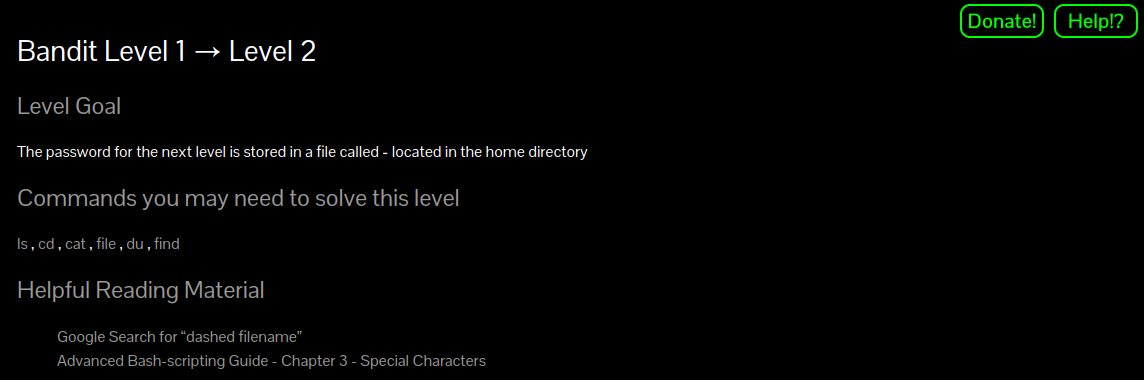 Donate! Help!?
Bandit Level 1 → Level 2
Level Goal
The password for the next level is stored in a file called - located in the home directory
Commands you may need to solve this level
ls , cd , cat , file , du , find
Helpful Reading Material
Google Search for “dashed filename”
Advanced Bash-scripting Guide - Chapter 3 - Special Characters